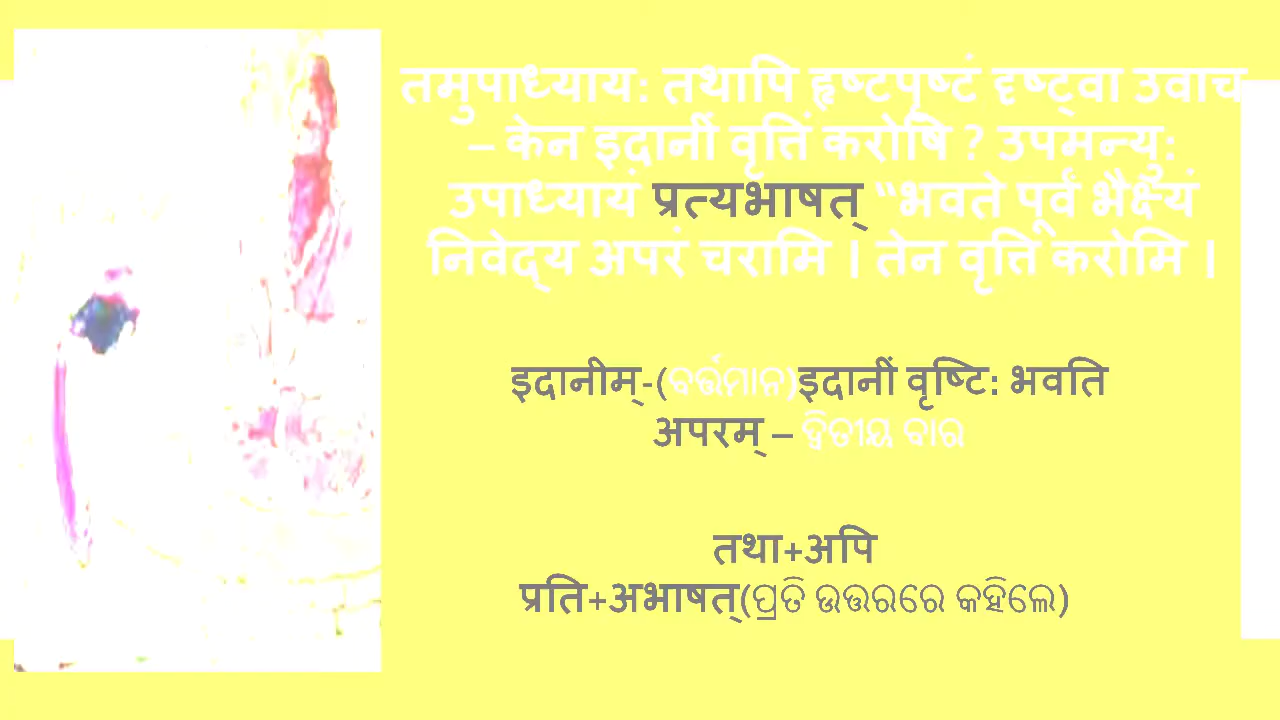 तमुपाध्याय: तथापि हृष्टपृष्टं दृष्ट्वा उवाच
– केन इदानीं वृत्तिं करोषि ? उपमन्यु:
उपाध्यायं प्रत्यभाषत् “भवते पूर्वं भैक्ष्यं
निवेद्य अपरं चरामि । तेन वृत्ति करोमि ।
इदानीम्-(ବର୍ତ୍ତମାନ)इदानीं वृष्टि: भवति
अपरम् – ଦ୍ଵିତୀୟ ବାର
तथा+अपि
प्रति+अभाषत्(ପ୍ରତି ଉତ୍ତରରେ କହିଲେ)